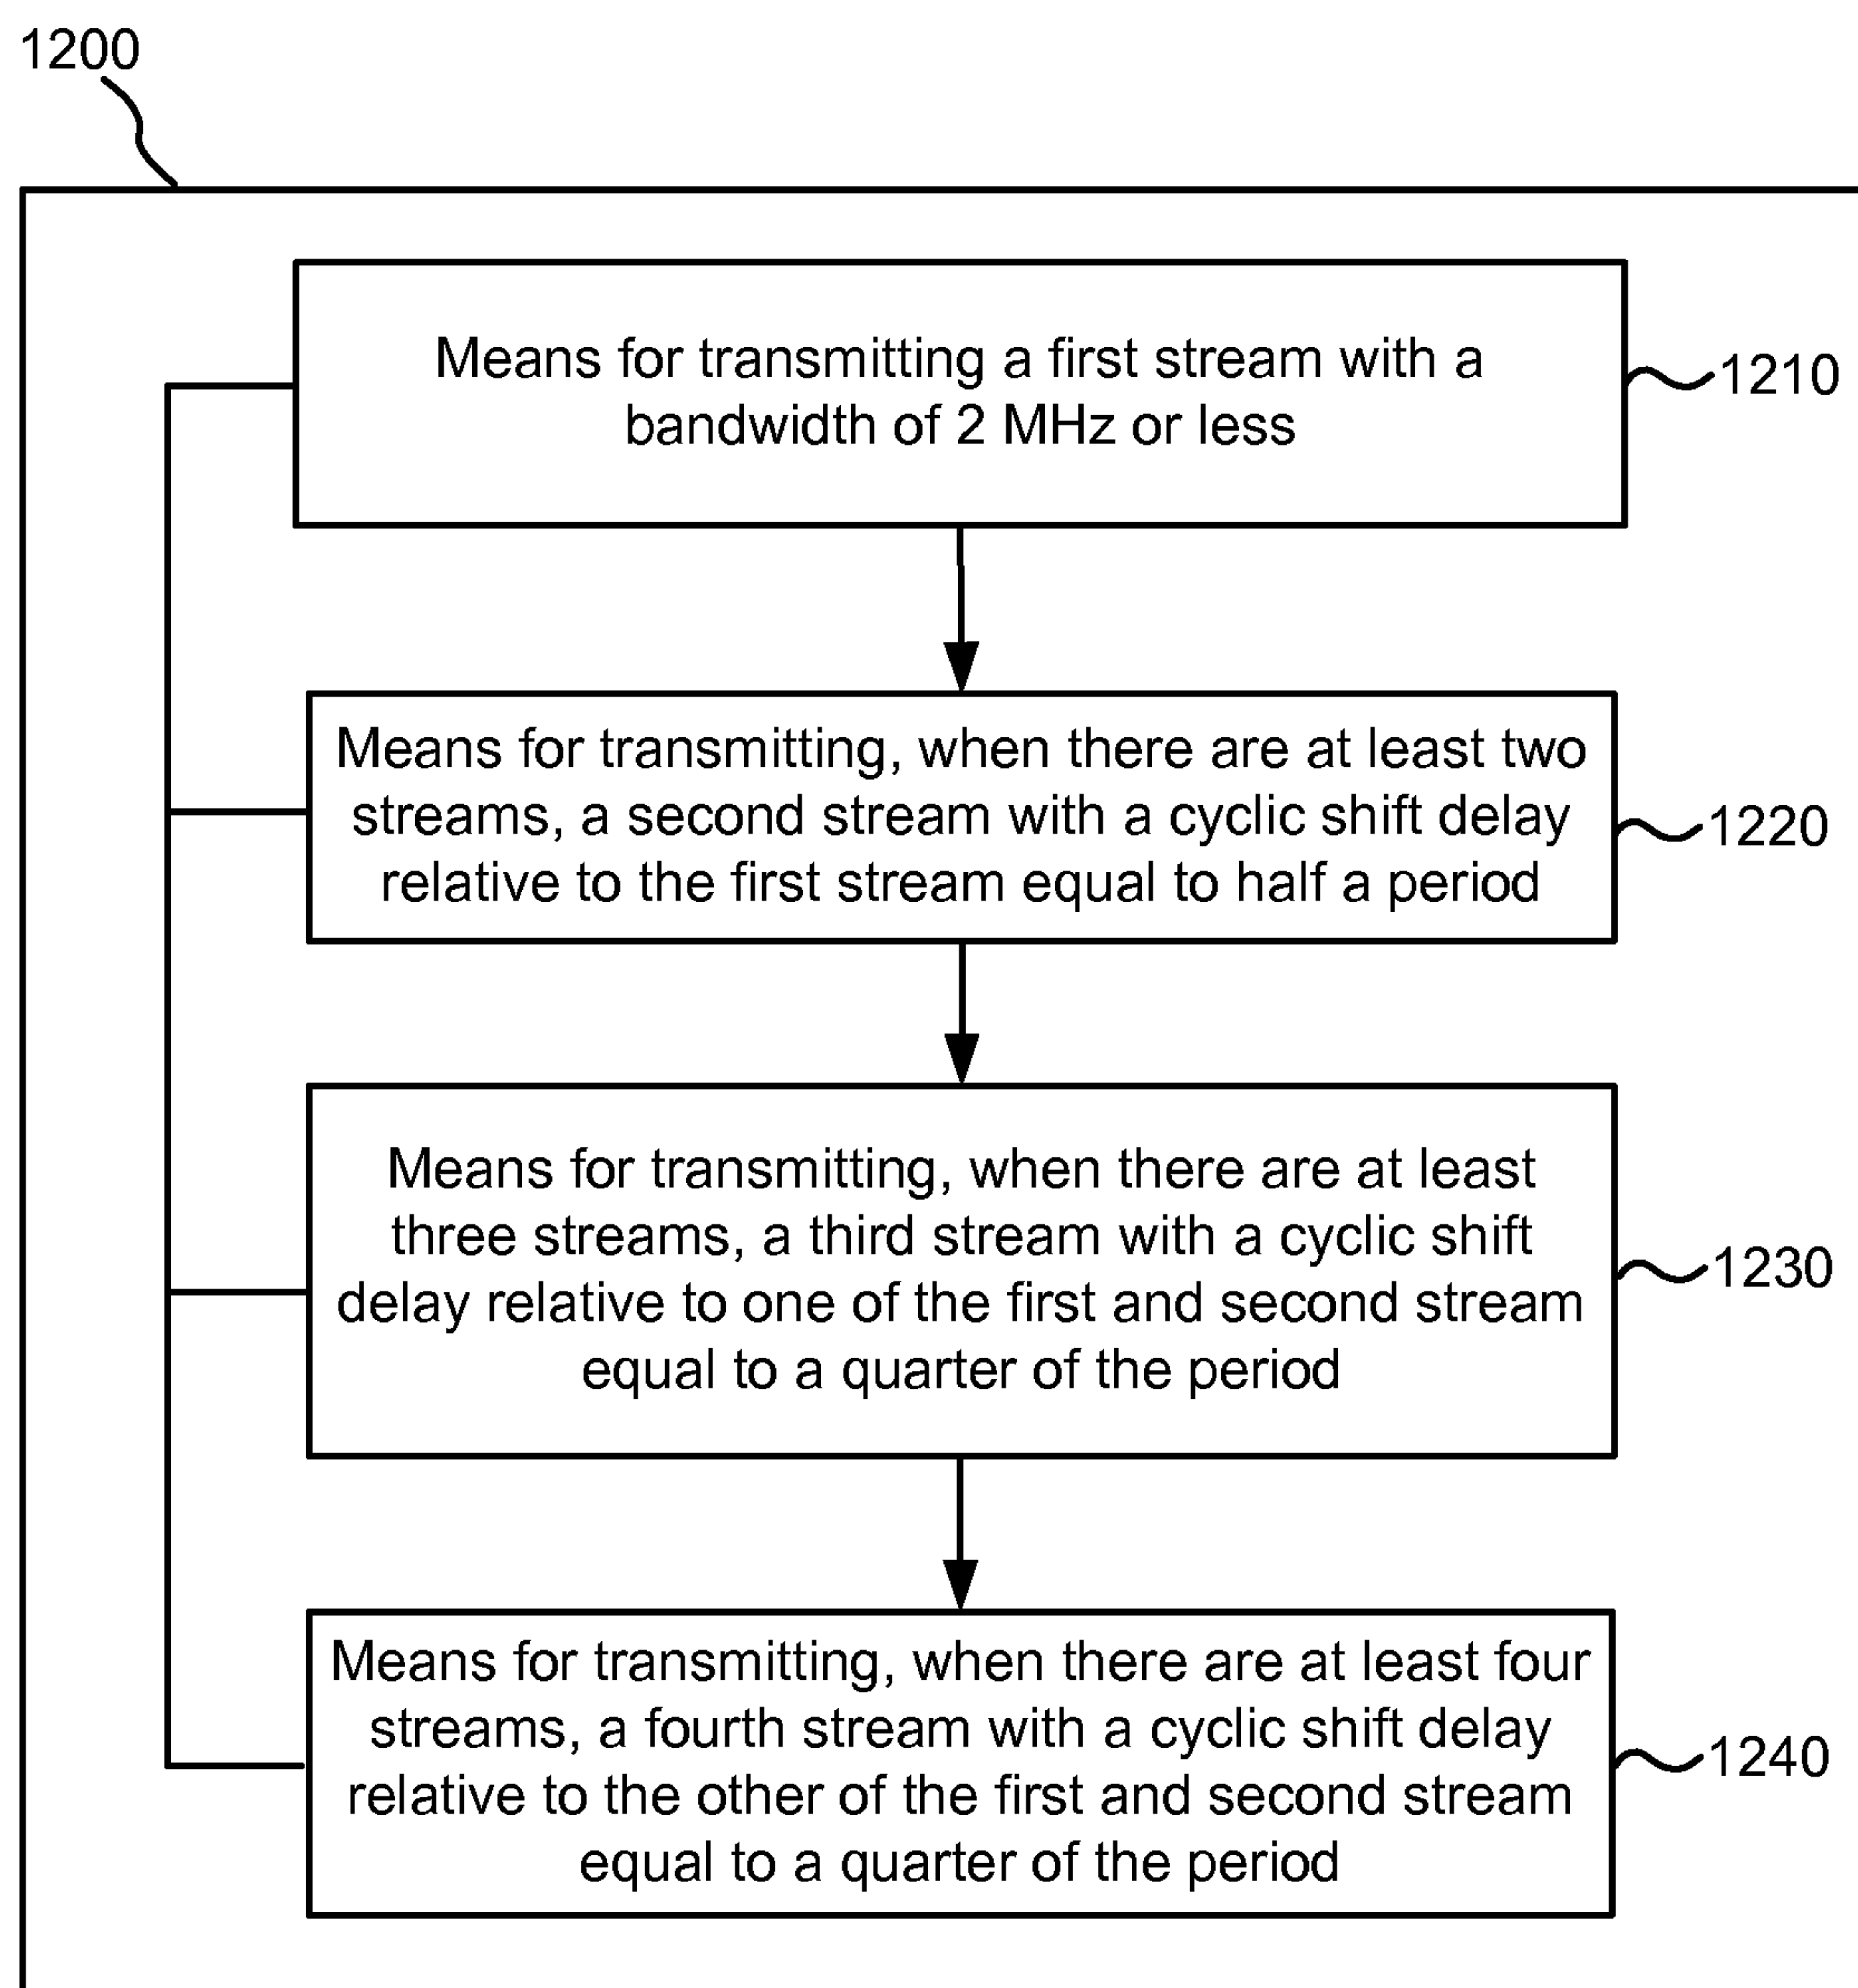 1200
Means for transmitting a first stream with a
bandwidth of 2 MHz or less
1210
Means for transmitting, when there are at least two
streams, a second stream with a cyclic shift delay
relative to the first stream equal to half a period
1220
Means for transmitting, when there are at least
three streams, a third stream with a cyclic shift
delay relative to one of the first and second stream
equal to a quarter of the period
1230
Means for transmitting, when there are at least four
streams, a fourth stream with a cyclic shift delay
relative to the other of the first and second stream
equal to a quarter of the period
1240